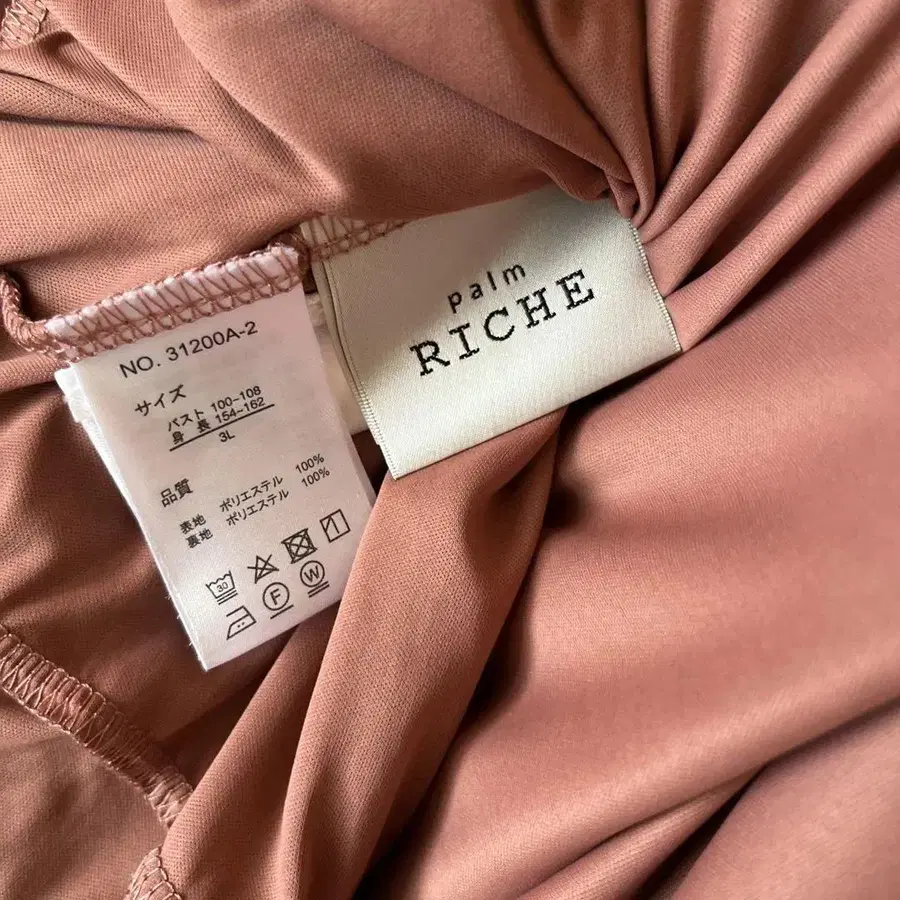 palm
RICHE
NO. 31200A-2
サイズ
バスト 100~108
身 長 154~162
3L
品質
表地 ポリエステル 100%
裏地 ポリエステル 100%
30
F
W